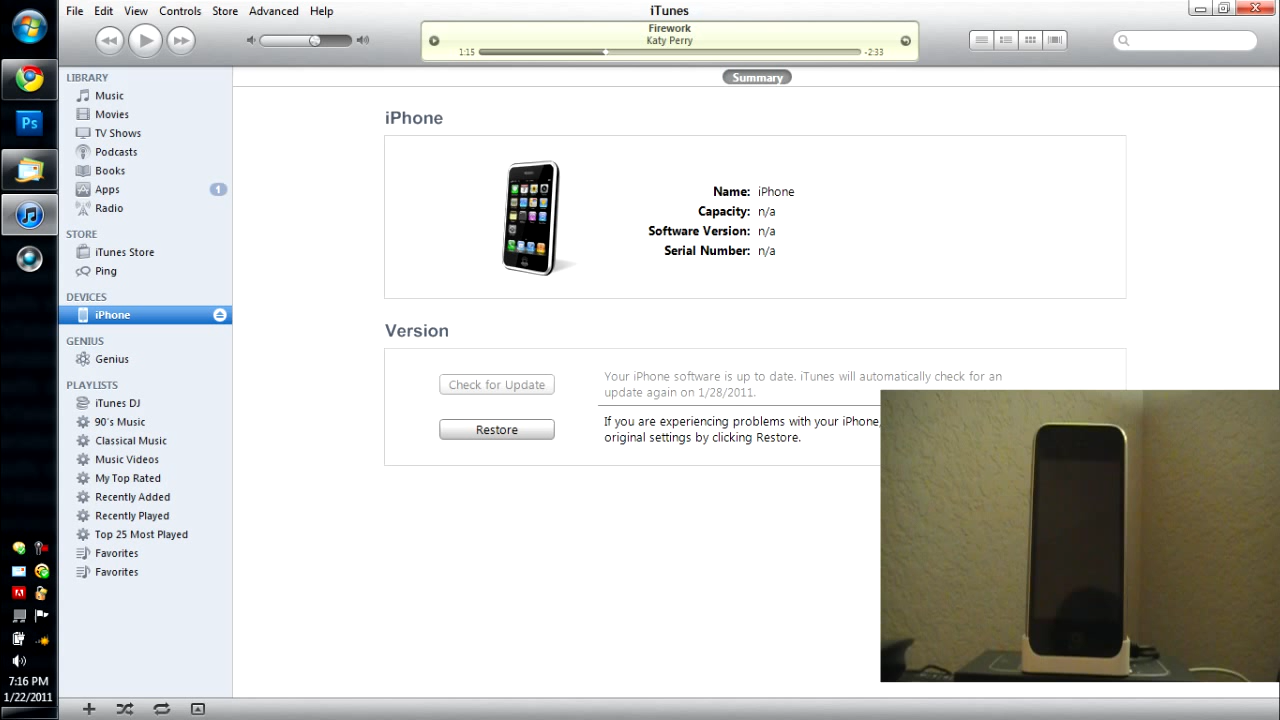 File Edit View Controls Store Advanced Help
iTunes
Firework
Katy Perry
1:15
-2:33
LIBRARY
Music
Movies
TV Shows
Podcasts
Books
Apps 1
Radio
STORE
iTunes Store
Ping
DEVICES
iPhone
GENIUS
Genius
PLAYLISTS
iTunes DJ
90's Music
Classical Music
Music Videos
My Top Rated
Recently Added
Recently Played
Top 25 Most Played
Favorites
Favorites
Ps
7:16 PM
1/22/2011
Summary
iPhone
Name: iPhone
Capacity: n/a
Software Version: n/a
Serial Number: n/a
Version
Check for Update
Your iPhone software is up to date. iTunes will automatically check for an
update again on 1/28/2011.
Restore
If you are experiencing problems with your iPhone,
original settings by clicking Restore.